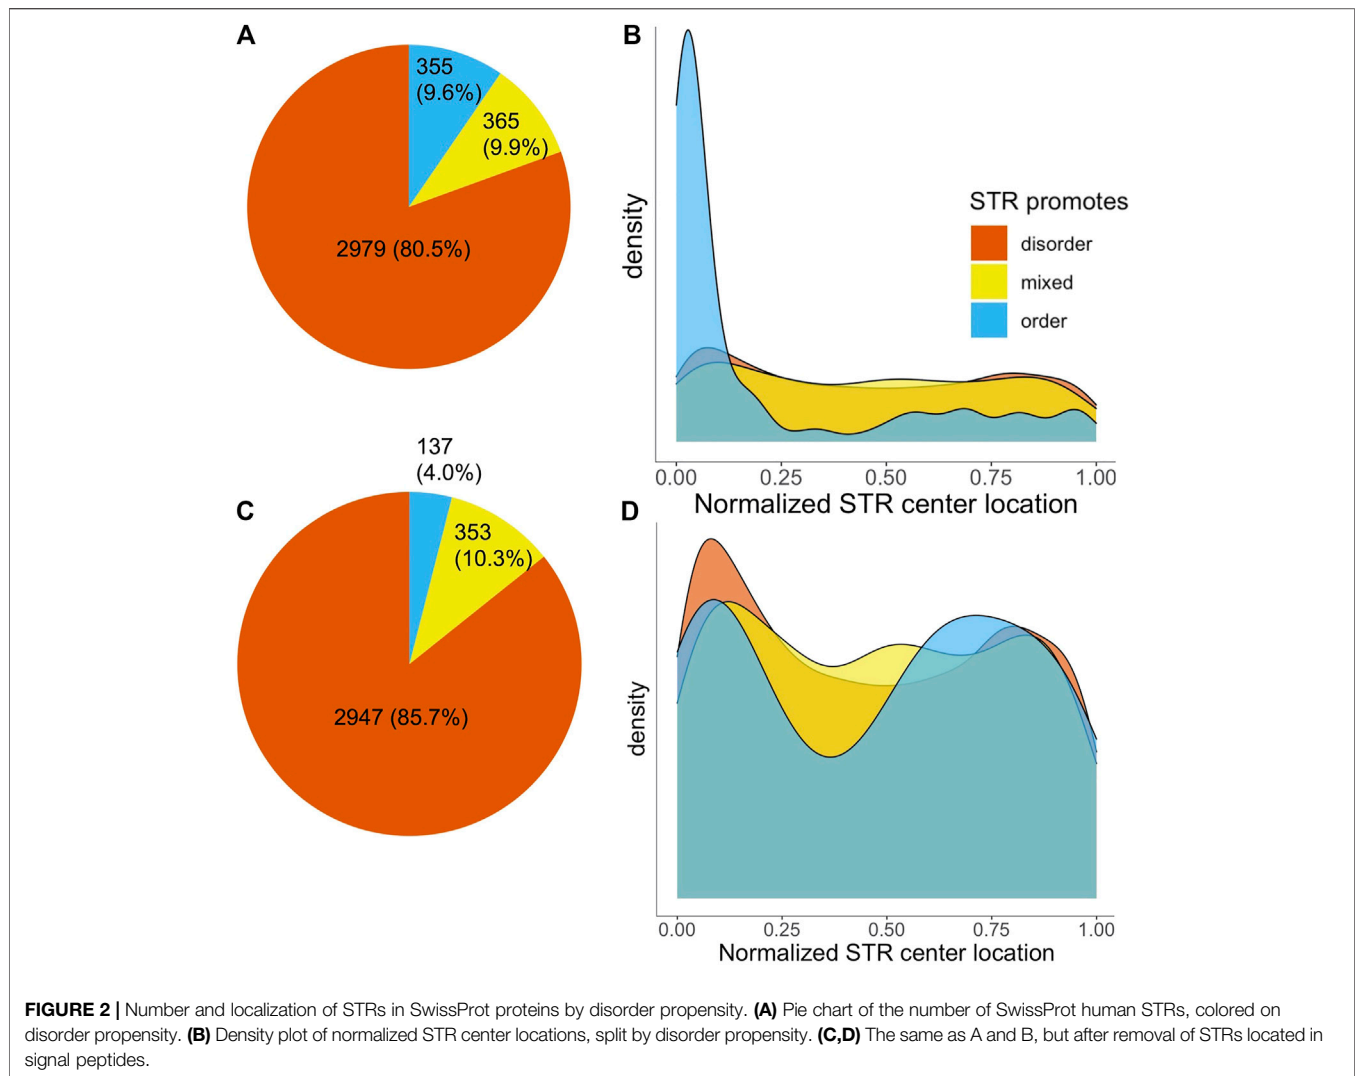 A
355
(9.6%)
365
(9.9%)
2979 (80.5%)
B
density
STR promotes
disorder
mixed
order
0.00 0.25 0.50 0.75 1.00
Normalized STR center location
C
137
(4.0%)
353
(10.3%)
2947 (85.7%)
D
density
0.00 0.25 0.50 0.75 1.00
Normalized STR center location
FIGURE 2 | Number and localization of STRs in SwissProt proteins by disorder propensity. (A) Pie chart of the number of SwissProt human STRs, colored on
disorder propensity. (B) Density plot of normalized STR center locations, split by disorder propensity. (C,D) The same as A and B, but after removal of STRs located in
signal peptides.